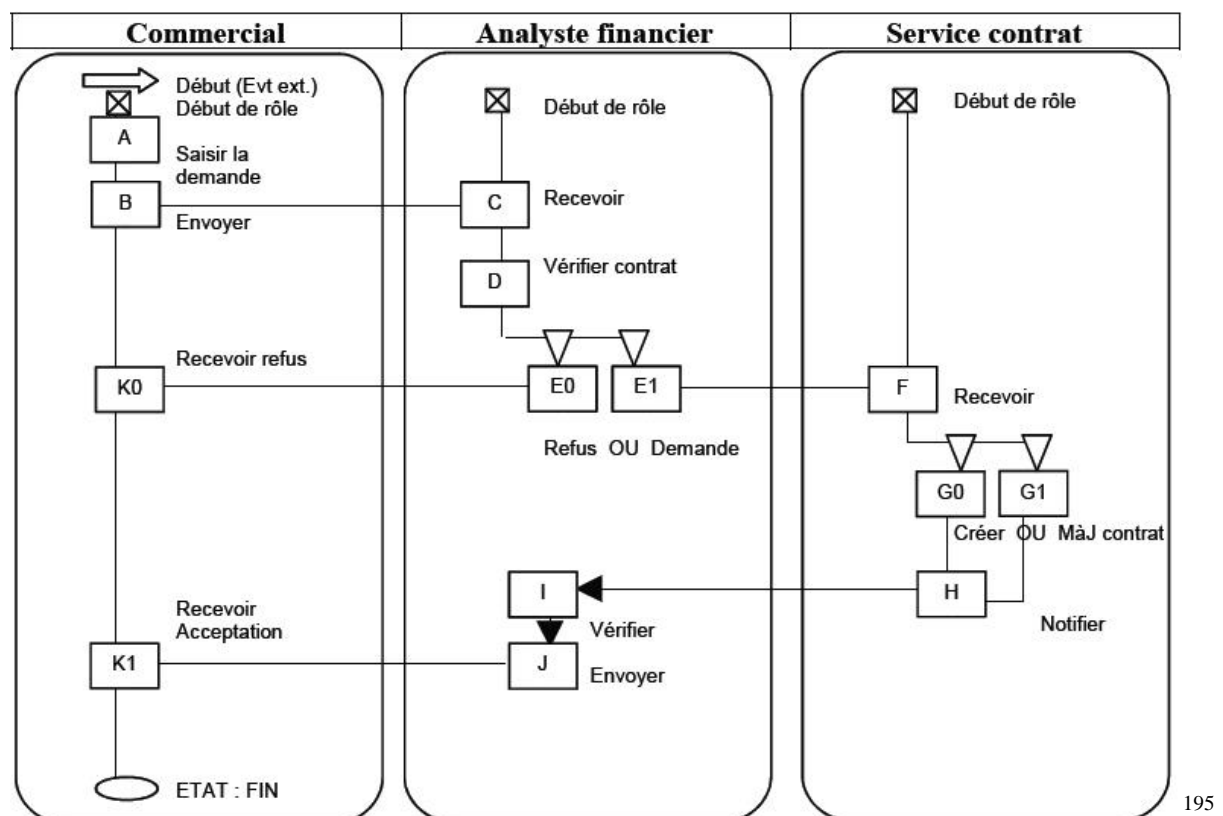 Commercial
Analyste financier
Service contrat
Début (Evt ext.)
Début de rôle
A
Saisir la
demande
B
Envoyer
Recevoir refus
K0
Recevoir
Acceptation
K1
ETAT : FIN
Début de rôle
C
Recevoir
D
Vérifier contrat
E0
E1
Refus OU Demande
I
Vérifier
J
Envoyer
Début de rôle
F
Recevoir
G0
G1
Créer OU MàJ contrat
H
Notifier
195